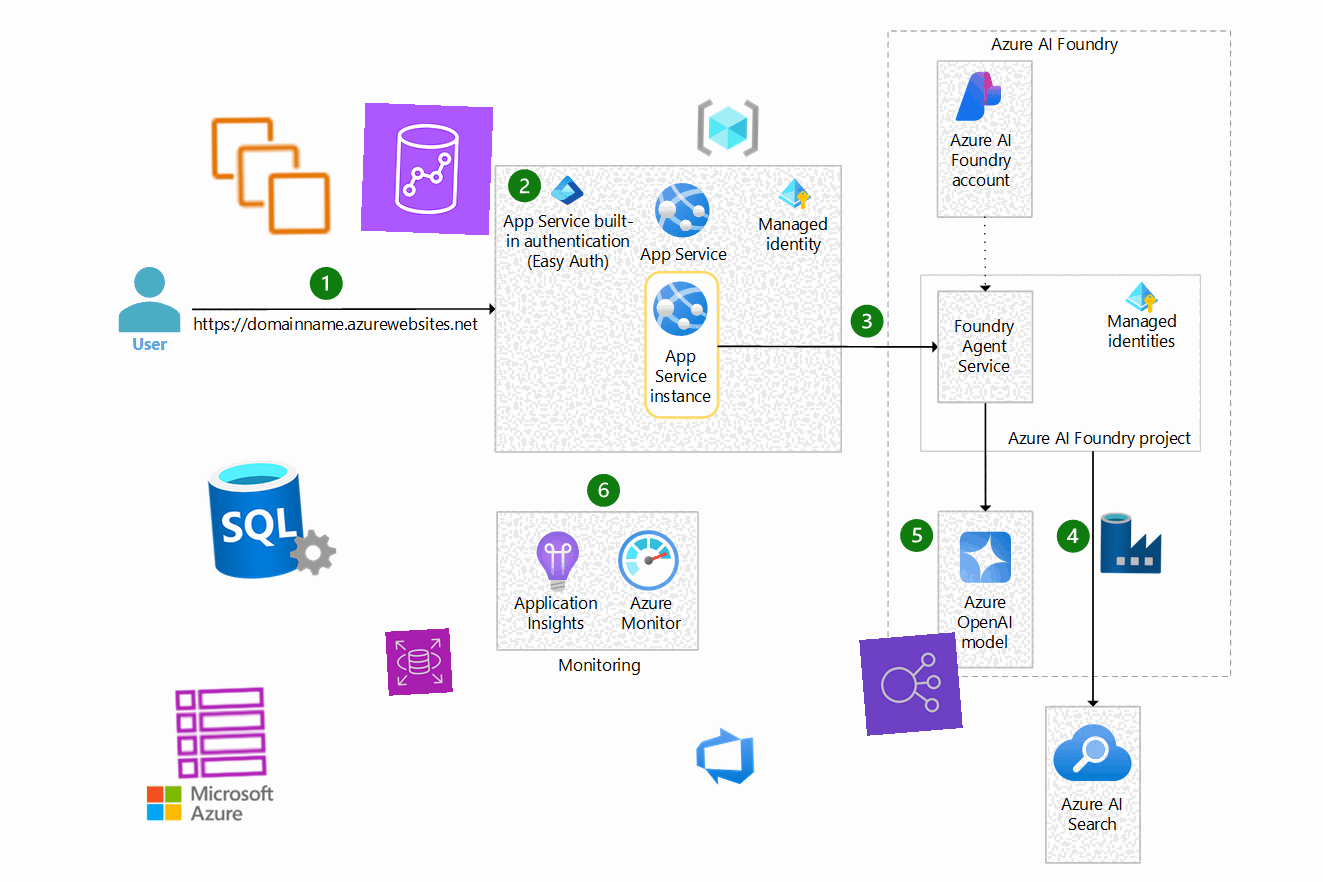 Azure AI Foundry
Azure AI
Foundry
account
2
App Service built-
in authentication
(Easy Auth)
App Service
Managed
identity
1
https://domainname.azurewebsites.net
User
App
Service
instance
3
Foundry
Agent
Service
Managed
identities
Azure AI Foundry project
SQL
6
Application
Insights
Azure
Monitor
Monitoring
5
Azure
OpenAI
model
4
Microsoft
Azure
Azure AI
Search